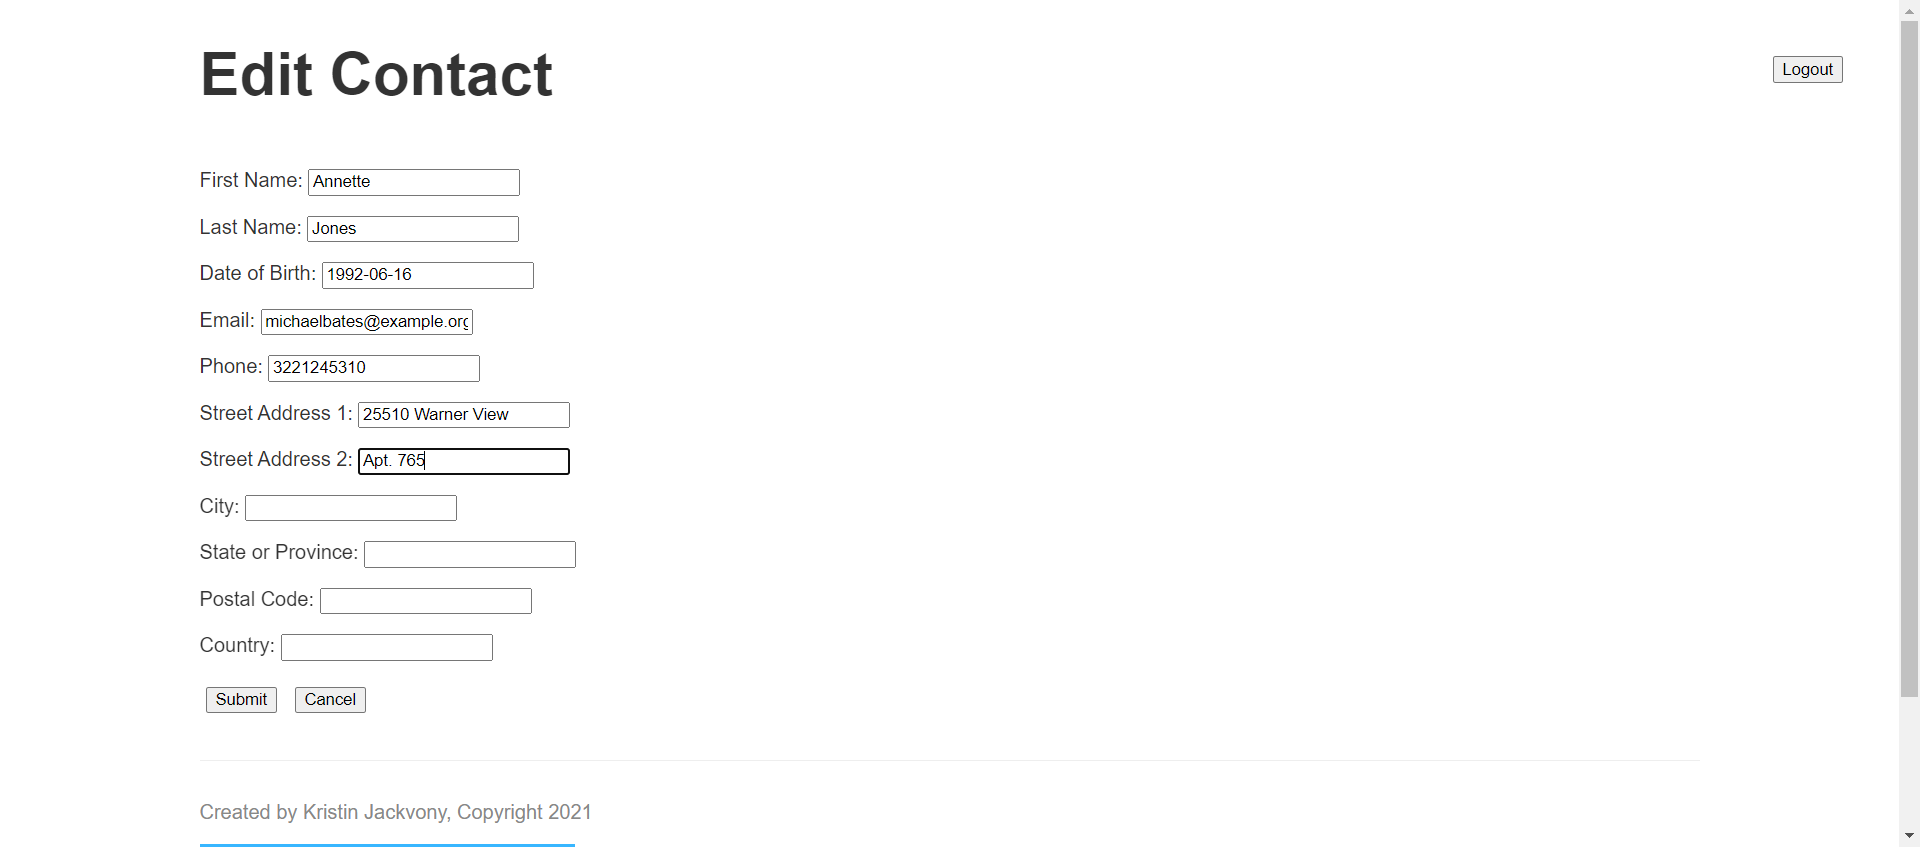 Edit Contact
Logout
First Name: Annette
Last Name: Jones
Date of Birth: 1992-06-16
Email: michaelbates@example.org
Phone: 3221245310
Street Address 1: 25510 Warner View
Street Address 2: Apt. 765
City:
State or Province:
Postal Code:
Country:
Submit Cancel
Created by Kristin Jackvony, Copyright 2021